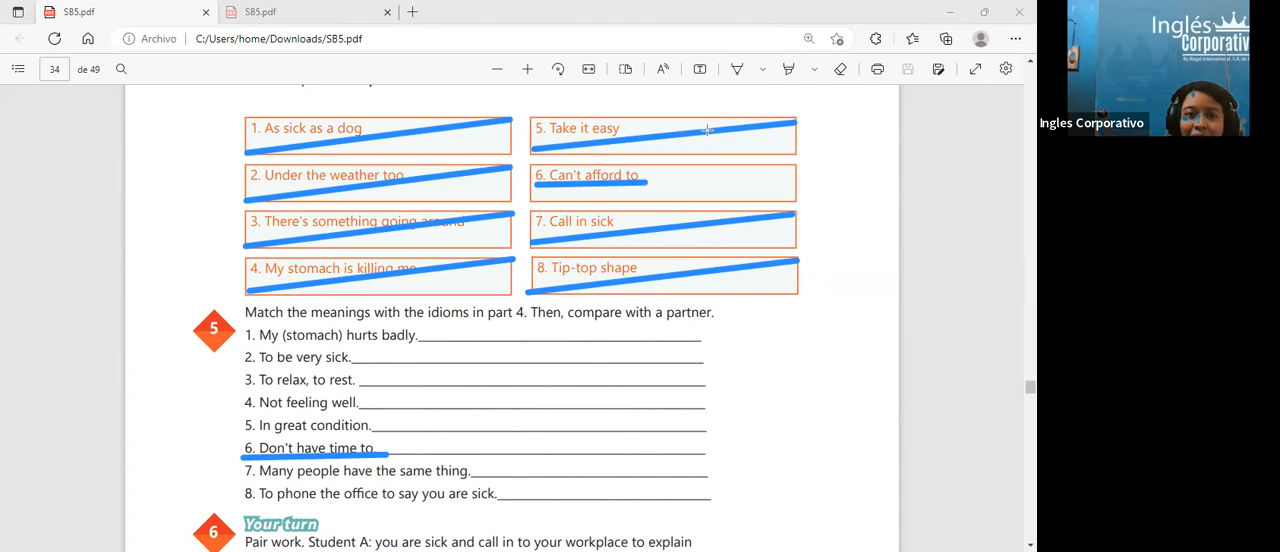 SB5.pdf
SB5.pdf
Archivo
C:/Users/home/Downloads/SB5.pdf
34
de 49
1. As sick as a dog
5. Take it easy
2. Under the weather too
6. Can't afford to
3. There's something going around
7. Call in sick
4. My stomach is killing me
8. Tip-top shape
5
Match the meanings with the idioms in part 4. Then, compare with a partner.
1. My (stomach) hurts badly.
2. To be very sick.
3. To relax, to rest.
4. Not feeling well.
5. In great condition.
6. Don't have time to
7. Many people have the same thing.
8. To phone the office to say you are sick.
6
Your turn
Pair work. Student A: you are sick and call in to your workplace to explain
Inglés
Corporativo
Ingles Corporativo